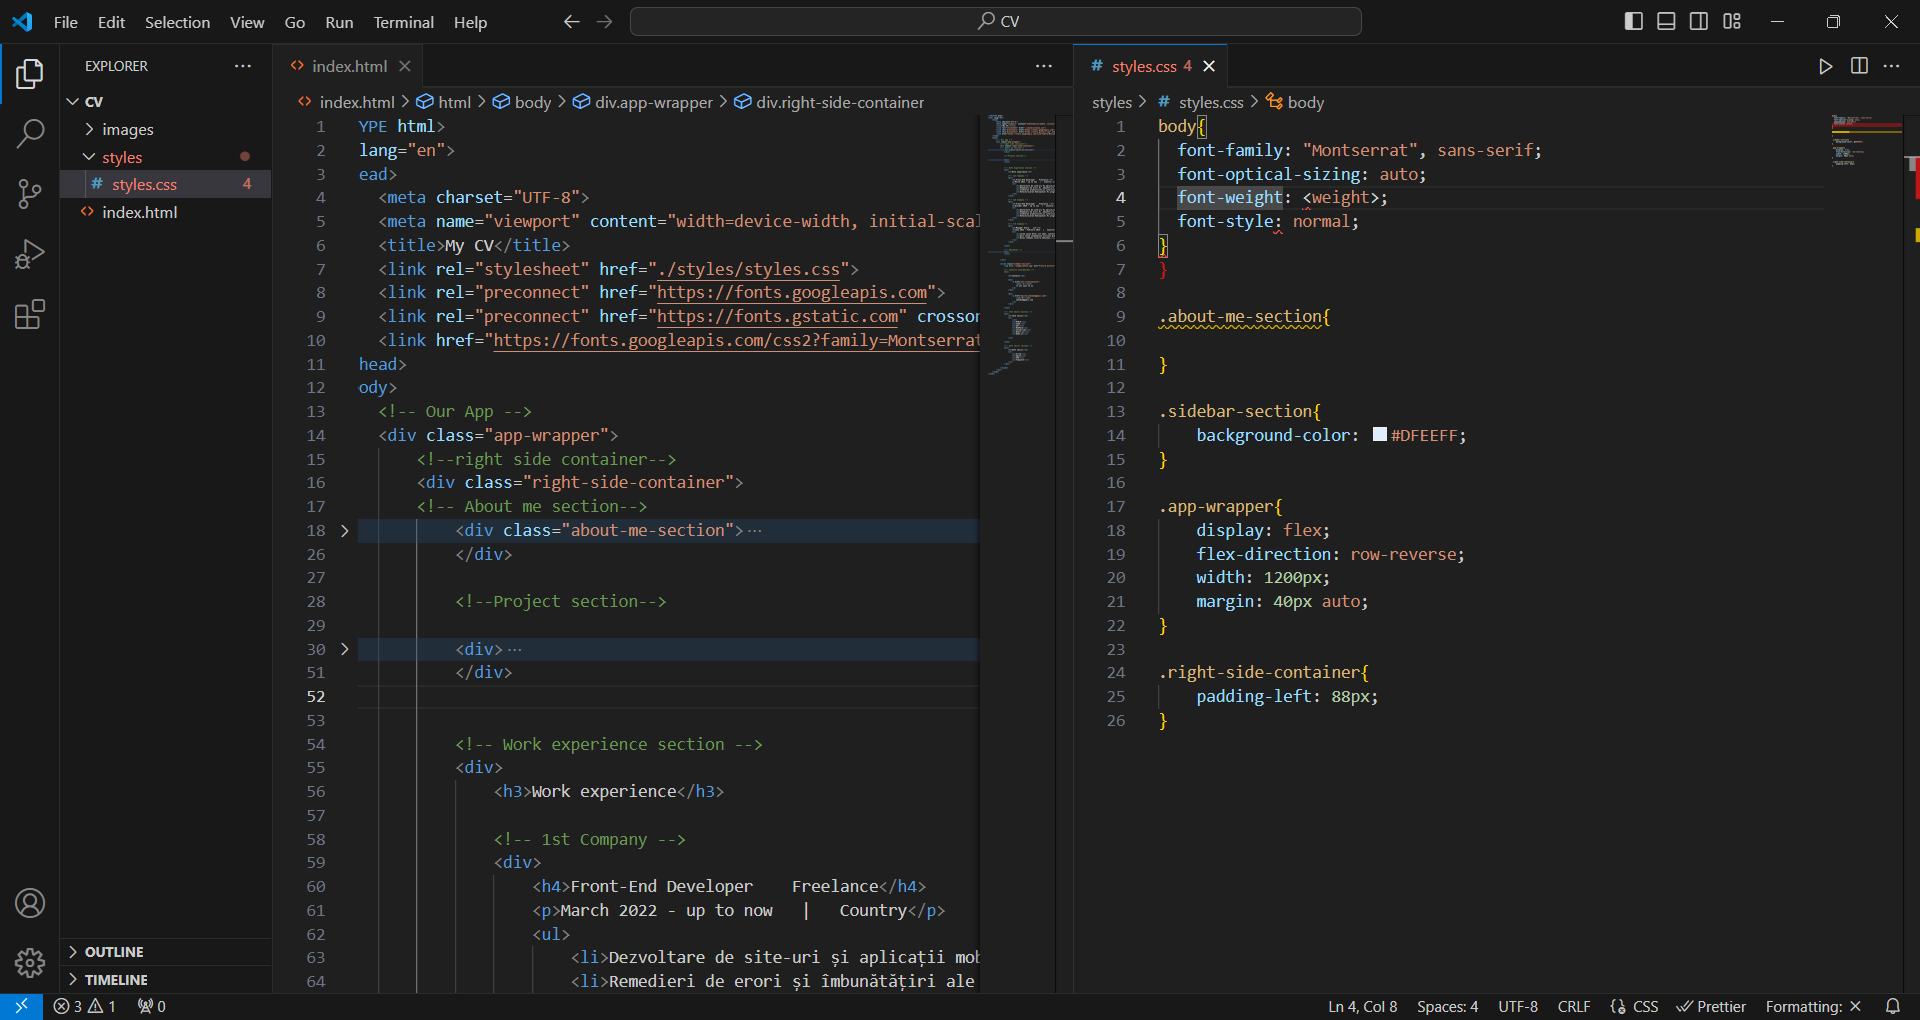 File Edit Selection View Go Run Terminal Help
CV
EXPLORER
CV
images
styles
# styles.css 4
<> index.html
OUTLINE
TIMELINE
<> index.html
<> index.html > html > body > div.app-wrapper > div.right-side-container
1 YPE html>
2 lang="en">
3 ead>
4 <meta charset="UTF-8">
5 <meta name="viewport" content="width=device-width, initial-scal
6 <title>My CV</title>
7 <link rel="stylesheet" href="./styles/styles.css">
8 <link rel="preconnect" href="https://fonts.googleapis.com">
9 <link rel="preconnect" href="https://fonts.gstatic.com" crossor
10 <link href="https://fonts.googleapis.com/css2?family=Montserrat
11 head>
12 ody>
13 <!-- Our App -->
14 <div class="app-wrapper">
15 <!--right side container-->
16 <div class="right-side-container">
17 <!-- About me section-->
18 <div class="about-me-section">···
26 </div>
27
28 <!--Project section-->
29
30 <div>···
51 </div>
52
53
54 <!-- Work experience section -->
55 <div>
56 <h3>Work experience</h3>
57
58 <!-- 1st Company -->
59 <div>
60 <h4>Front-End Developer    Freelance</h4>
61 <p>March 2022 - up to now   |   Country</p>
62 <ul>
63 <li>Dezvoltare de site-uri și aplicații mob
64 <li>Remedieri de erori și îmbunătățiri ale
# styles.css 4
styles > # styles.css > body
1 body{
2 font-family: "Montserrat", sans-serif;
3 font-optical-sizing: auto;
4 font-weight: <weight>;
5 font-style: normal;
6 }
7 }
8
9 .about-me-section{
10
11 }
12
13 .sidebar-section{
14 background-color: #DFEEFF;
15 }
16
17 .app-wrapper{
18 display: flex;
19 flex-direction: row-reverse;
20 width: 1200px;
21 margin: 40px auto;
22 }
23
24 .right-side-container{
25 padding-left: 88px;
26 }
3 1 0
Ln 4, Col 8 Spaces: 4 UTF-8 CRLF {} CSS Prettier Formatting: ×